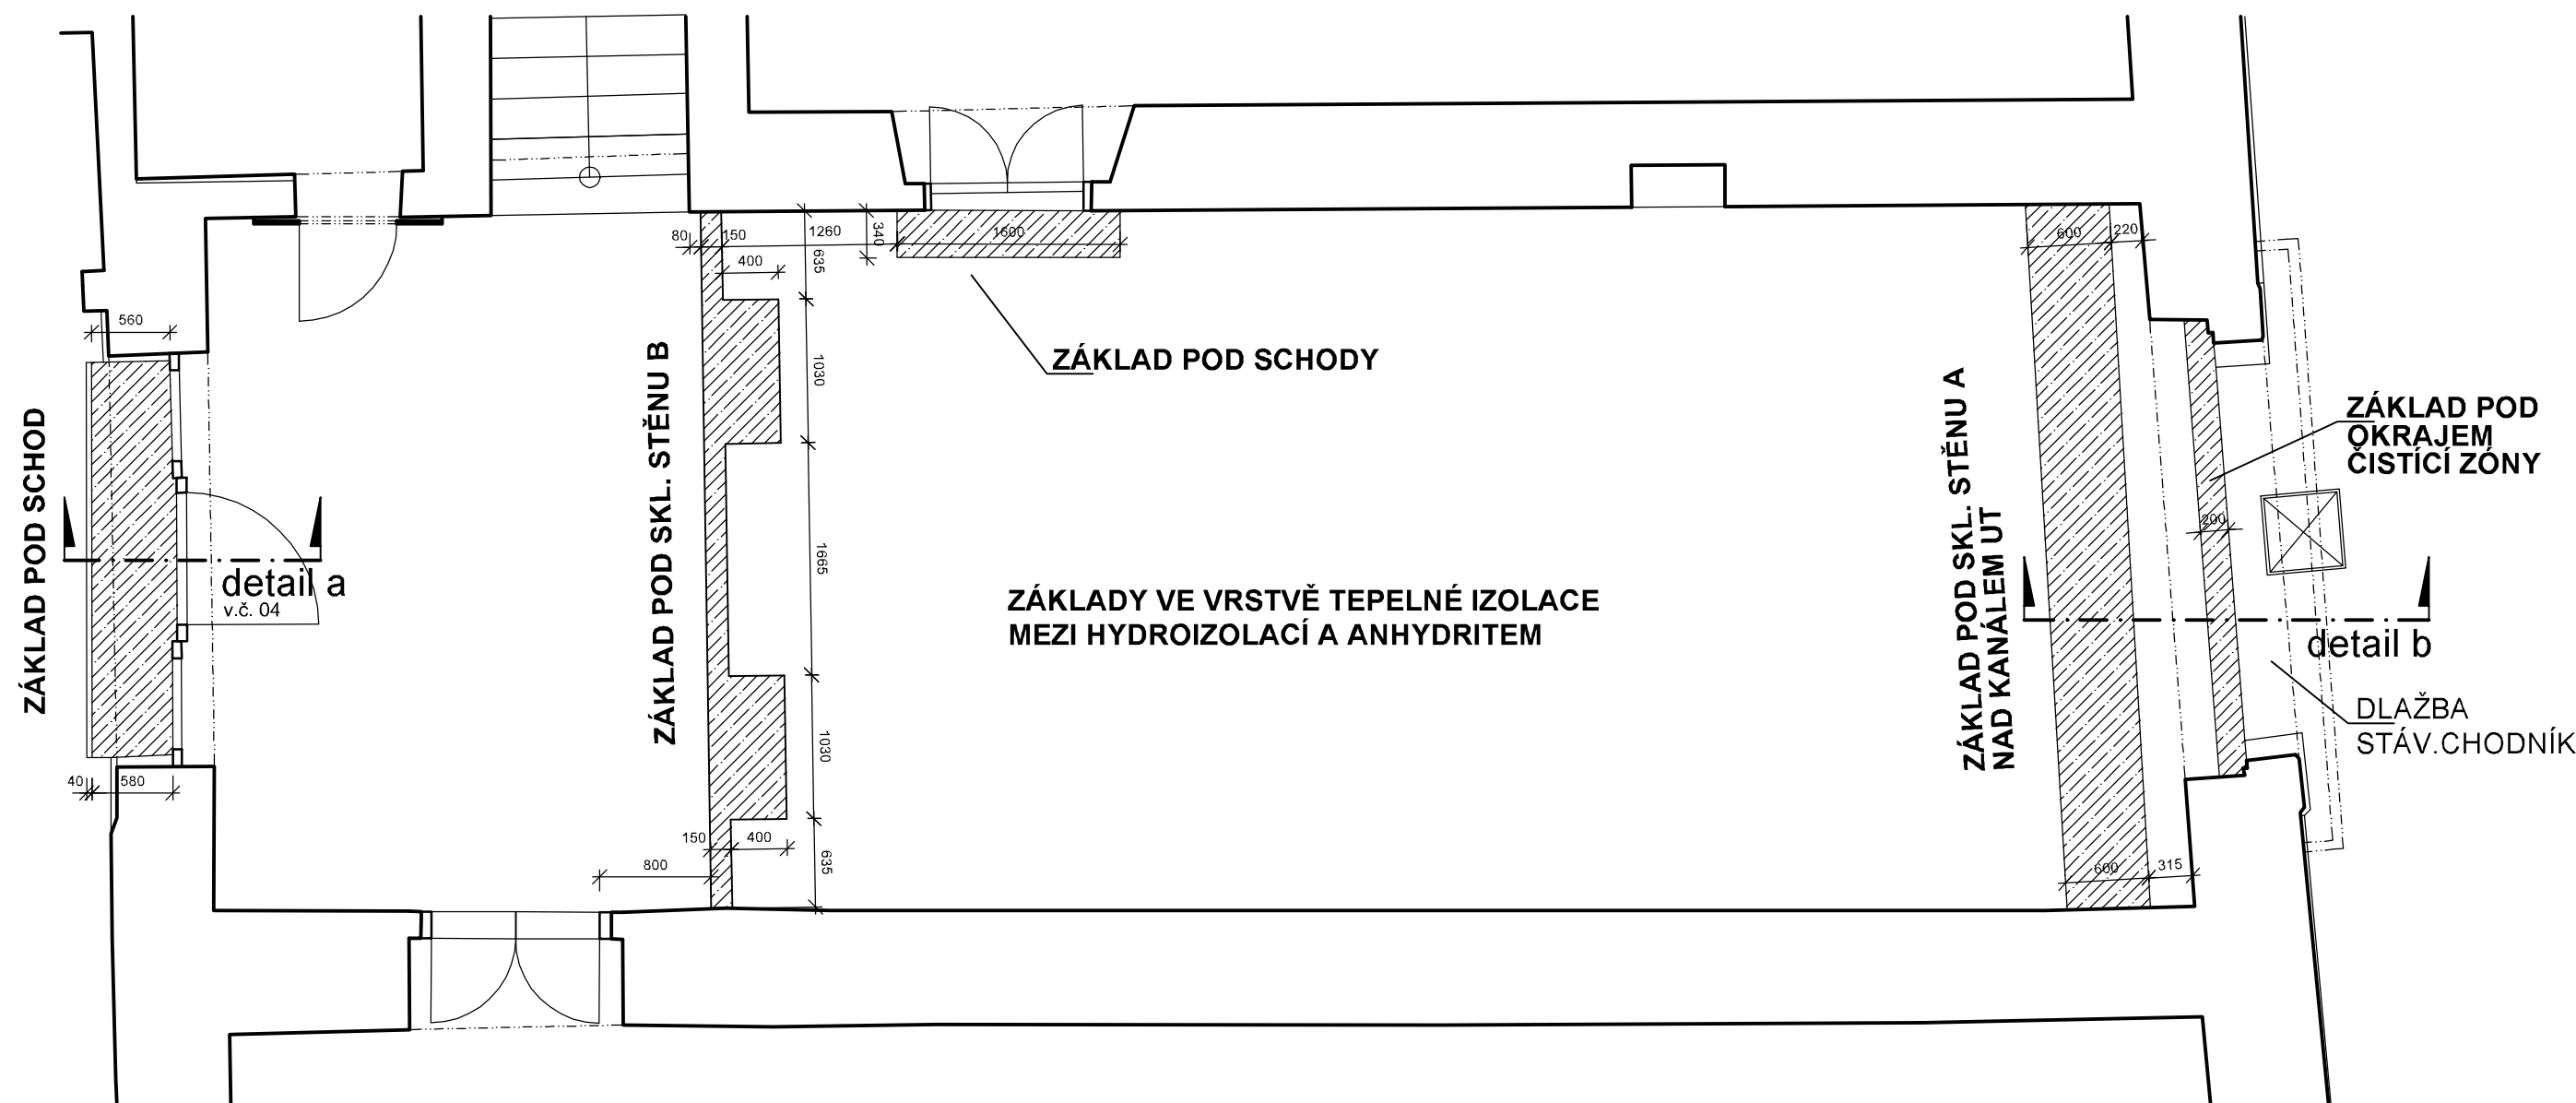 80
150
1260
340
1600
600
220
400
635
560
1030
ZÁKLAD POD SCHODY
ZÁKLAD POD SCHOD
ZÁKLAD POD SKL. STĚNU B
ZÁKLAD POD SKL. STĚNU A
NAD KANÁLEM UT
ZÁKLAD POD
OKRAJEM
ČISTÍCÍ ZÓNY
200
detail a
v.č. 04
1665
ZÁKLADY VE VRSTVĚ TEPELNÉ IZOLACE
MEZI HYDROIZOLACÍ A ANHYDRITEM
detail b
DLAŽBA
STÁV.CHODNÍK
1030
40
580
150
400
635
800
600
315